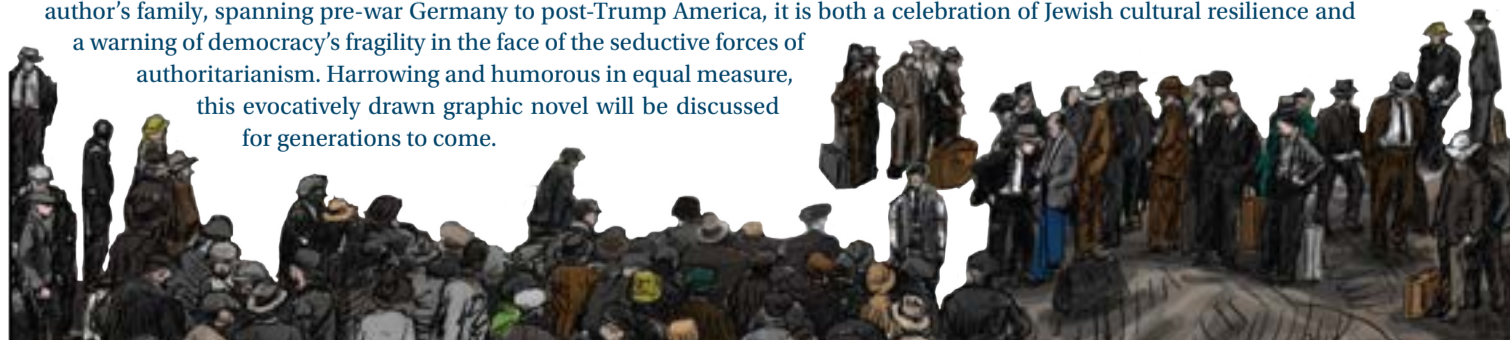 author’s family, spanning pre-war Germany to post-Trump America, it is both a celebration of Jewish cultural resilience and
a warning of democracy’s fragility in the face of the seductive forces of
authoritarianism. Harrowing and humorous in equal measure,
this evocatively drawn graphic novel will be discussed
for generations to come.